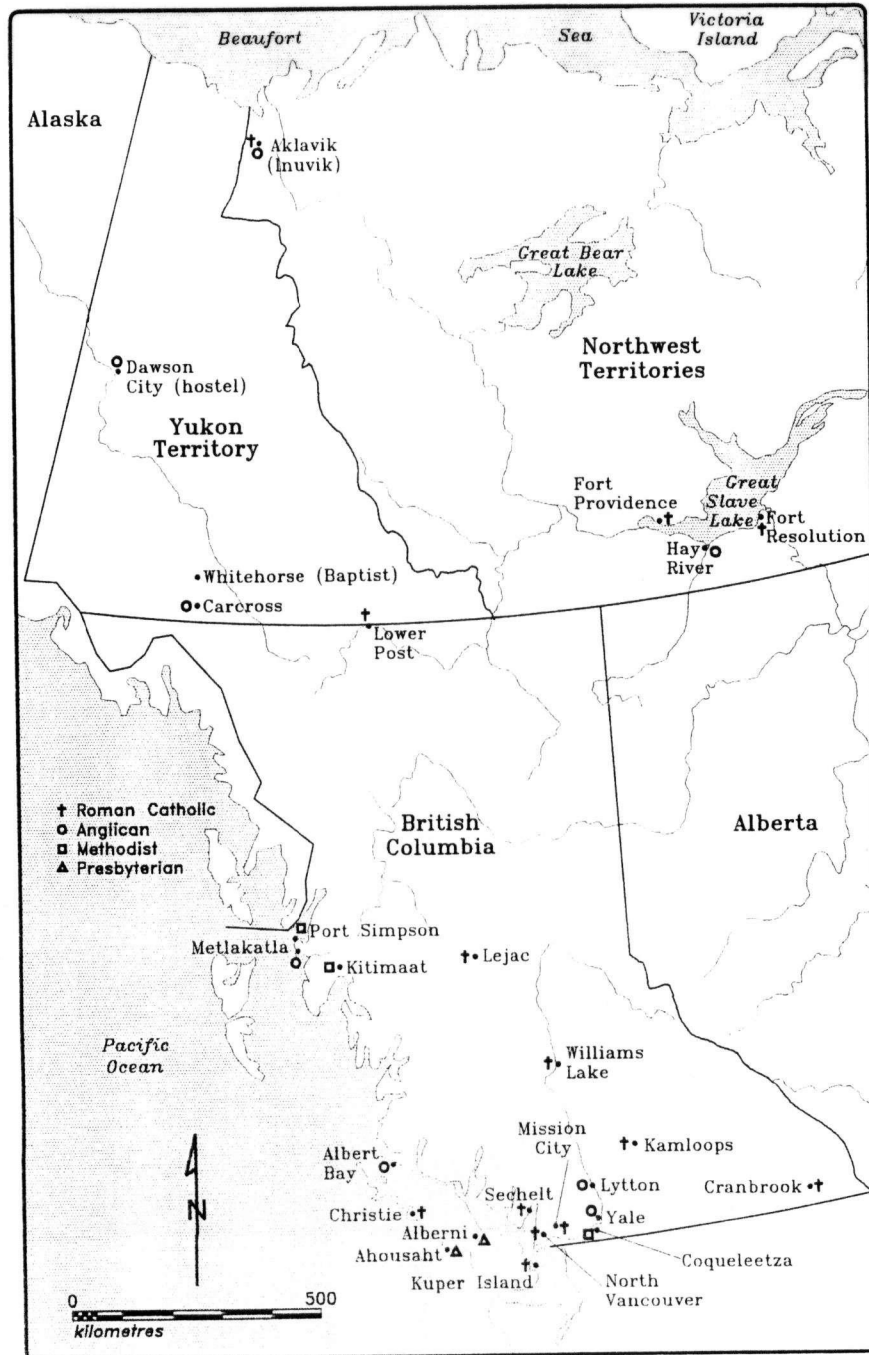 Beaufort
Sea
Victoria
Island
Alaska
Aklavik
(Inuvik)
Great Bear
Lake
Northwest
Territories
Dawson
City (hostel)
Yukon
Territory
Fort
Providence
Great
Slave
Lake
Fort
Resolution
Hay
River
Whitehorse (Baptist)
Carcross
Lower
Post
Roman Catholic
Anglican
Methodist
Presbyterian
British
Columbia
Alberta
Port Simpson
Metlakatla
Kitimaat
Lejac
Pacific
Ocean
Williams
Lake
Mission
City
Kamloops
Albert
Bay
Sechelt
Lytton
Cranbrook
Christie
Yale
Alberni
Ahousaht
Coqueleetza
Kuper Island
North
Vancouver
N
0 500
kilometres